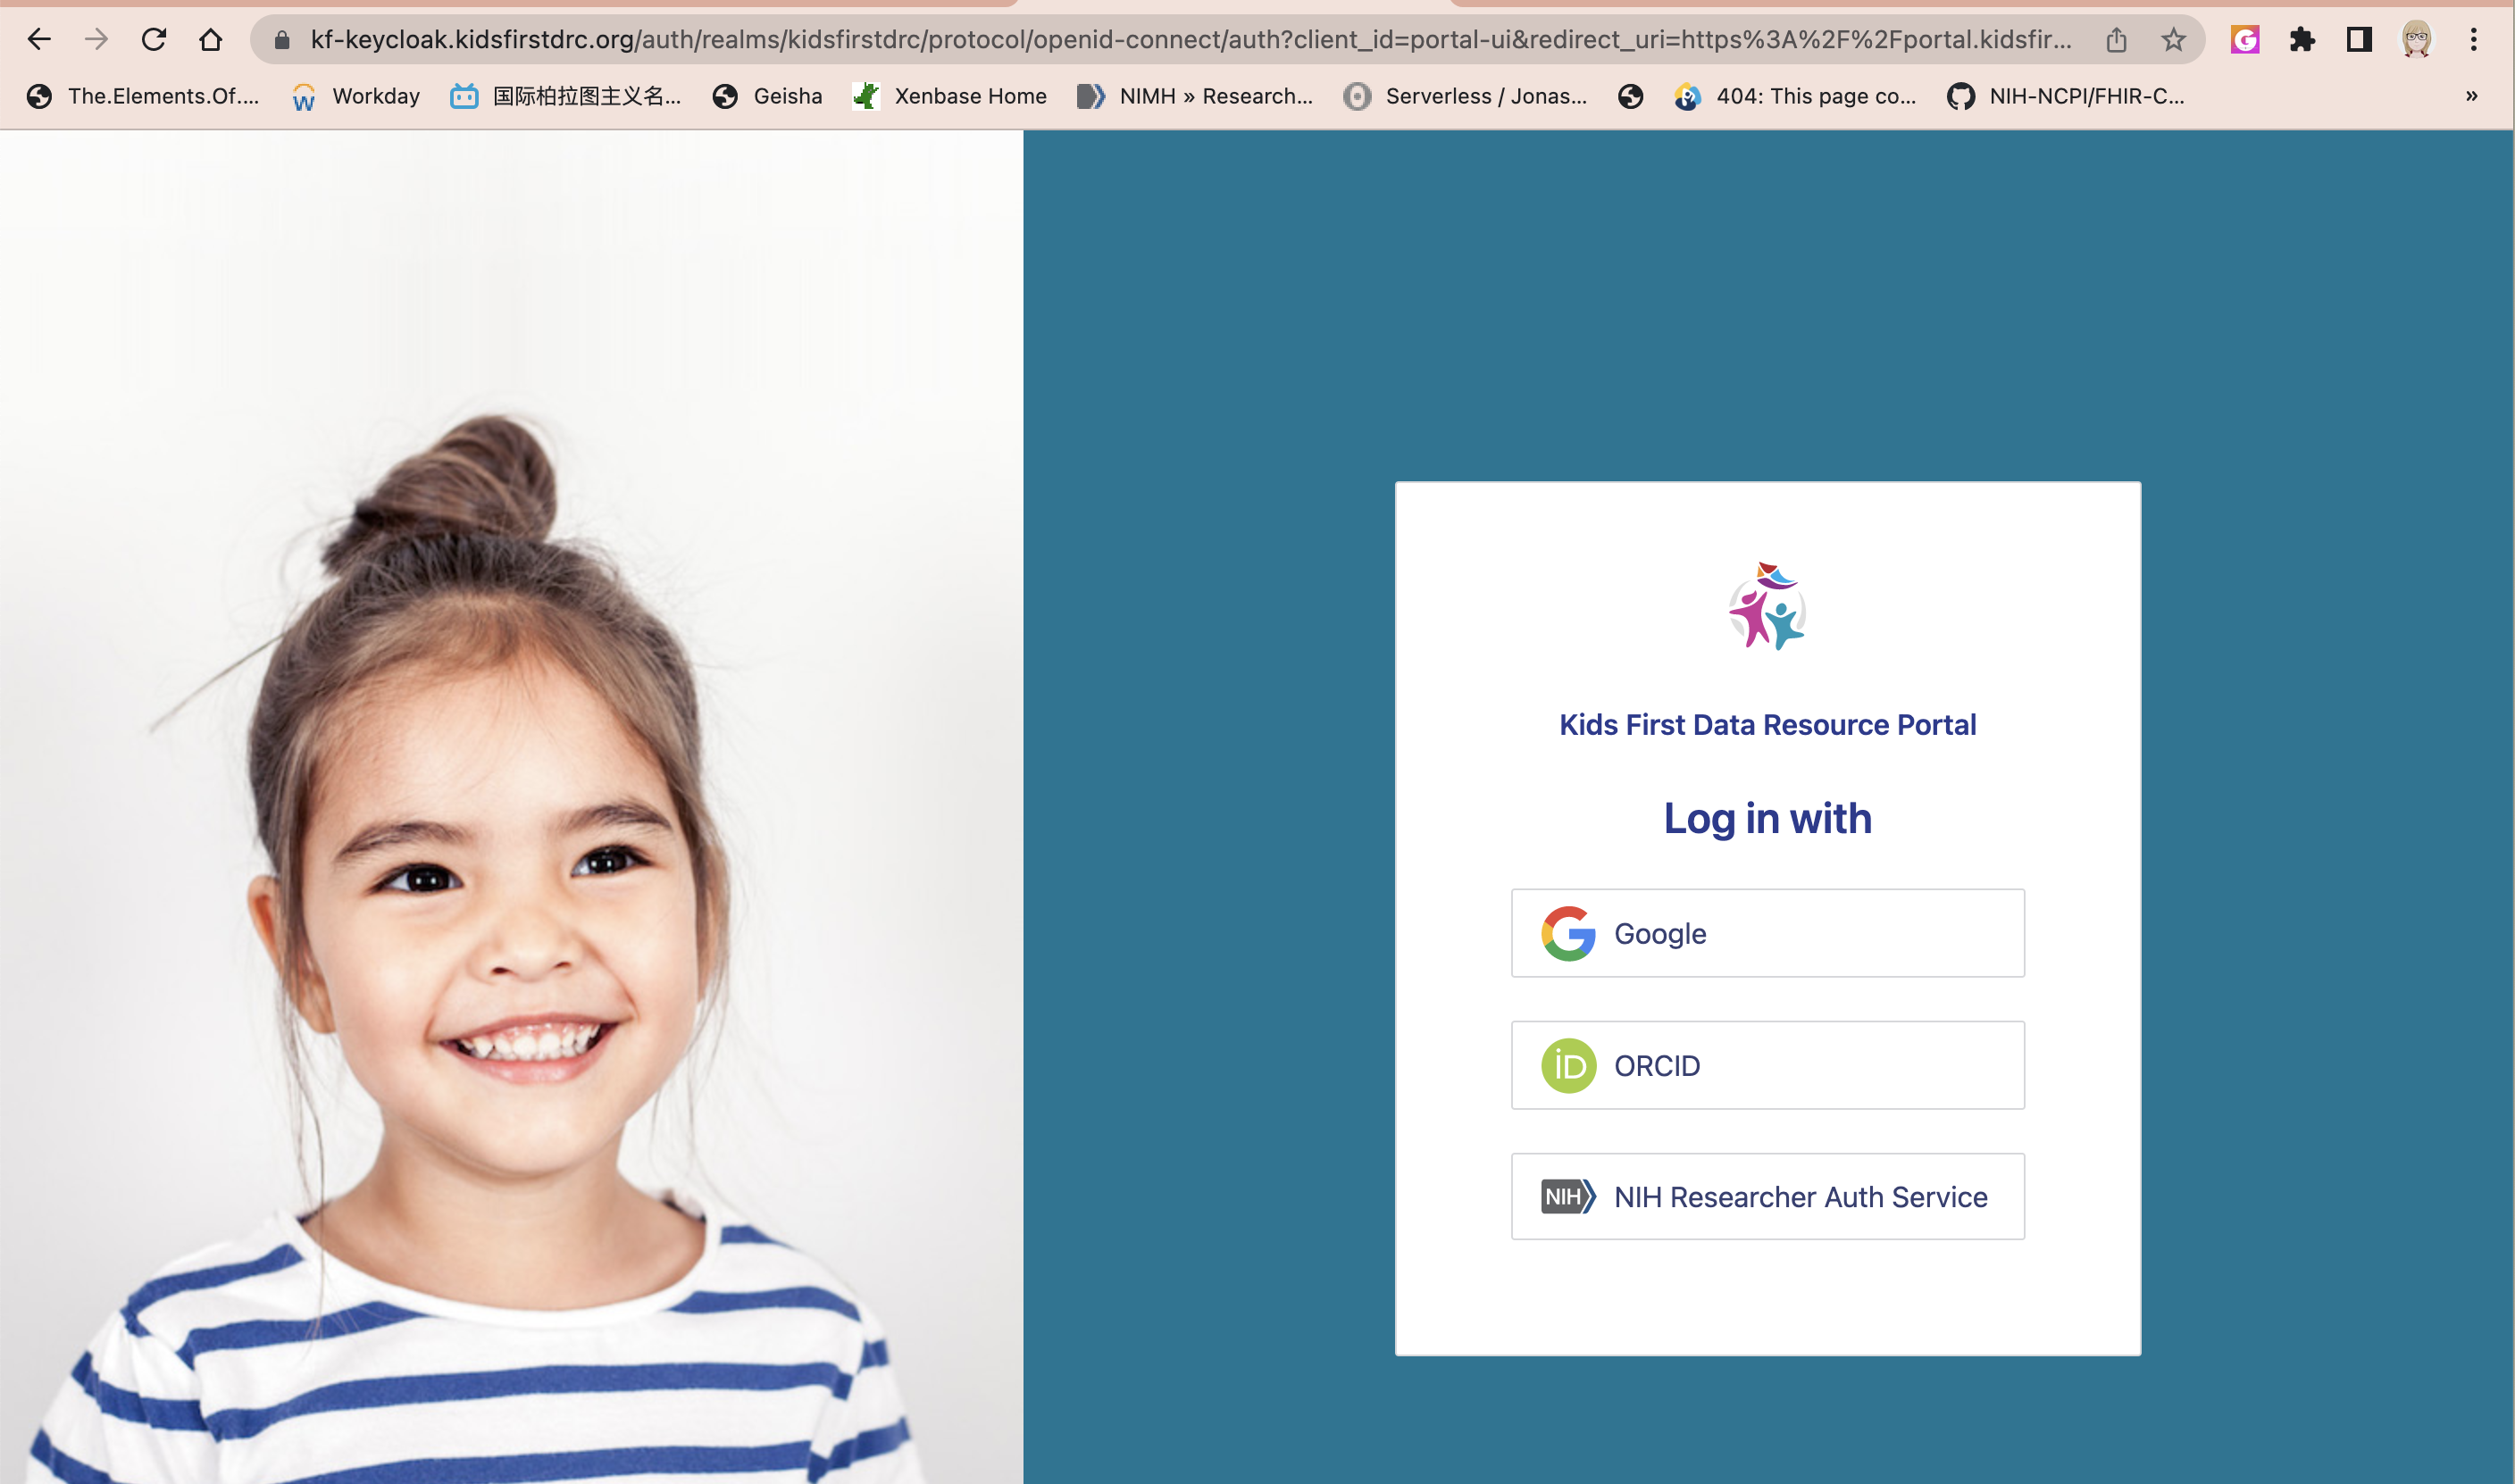 kf-keycloak.kidsfirstdrc.org/auth/realms/kidsfirstdrc/protocol/openid-connect/auth?client_id=portal-ui&redirect_uri=https%3A%2F%2Fportal.kidsfir...
The.Elements.Of.... Workday 国际柏拉图主义名... Geisha Xenbase Home NIMH » Research... Serverless / Jonas... 404: This page co... NIH-NCPI/FHIR-C... »
Kids First Data Resource Portal
Log in with
Google
iD ORCID
NIH NIH Researcher Auth Service